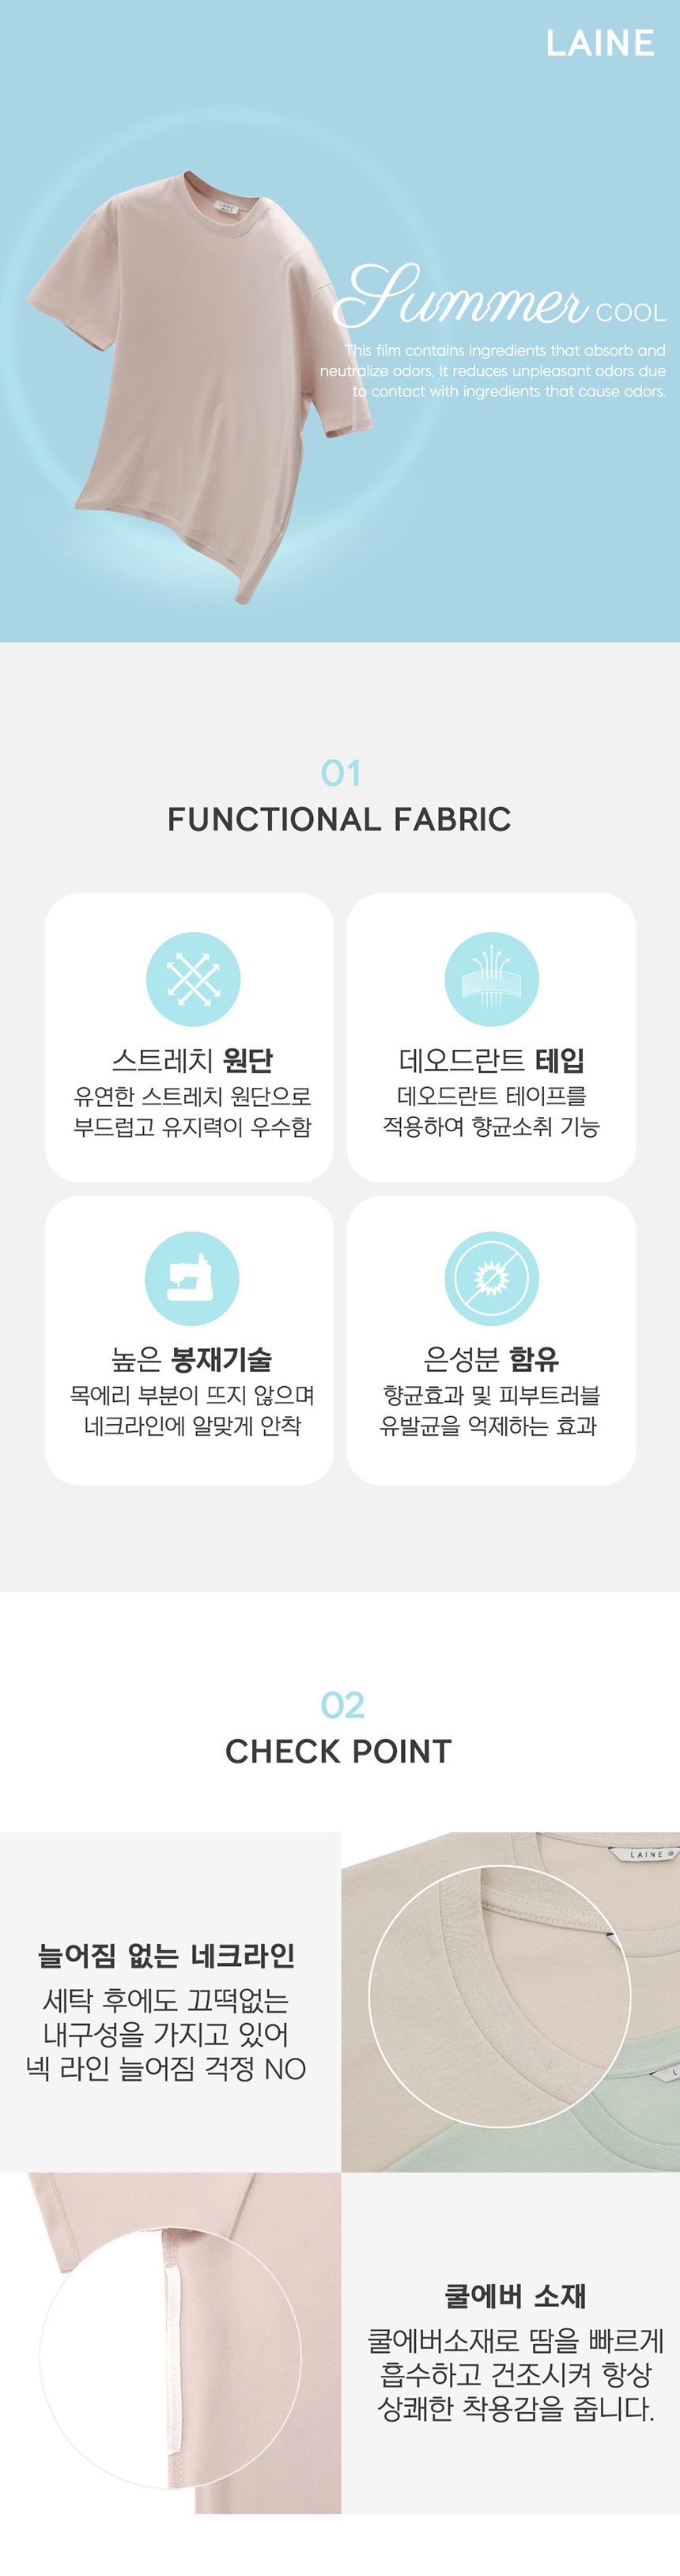 LAINE
Summer COOL
This film contains ingredients that absorb and
neutralize odors. It reduces unpleasant odors due
to contact with ingredients that cause odors.
01
FUNCTIONAL FABRIC
스트레치 원단
유연한 스트레치 원단으로
부드럽고 유지력이 우수함
데오드란트 테입
데오드란트 테이프를
적용하여 향균소취 기능
높은 봉재기술
목에리 부분이 뜨지 않으며
네크라인에 알맞게 안착
은성분 함유
향균효과 및 피부트러블
유발균을 억제하는 효과
02
CHECK POINT
늘어짐 없는 네크라인
세탁 후에도 끄떡없는
내구성을 가지고 있어
넥 라인 늘어짐 걱정 NO
LAINE
쿨에버 소재
쿨에버소재로 땀을 빠르게
흡수하고 건조시켜 항상
상쾌한 착용감을 줍니다.